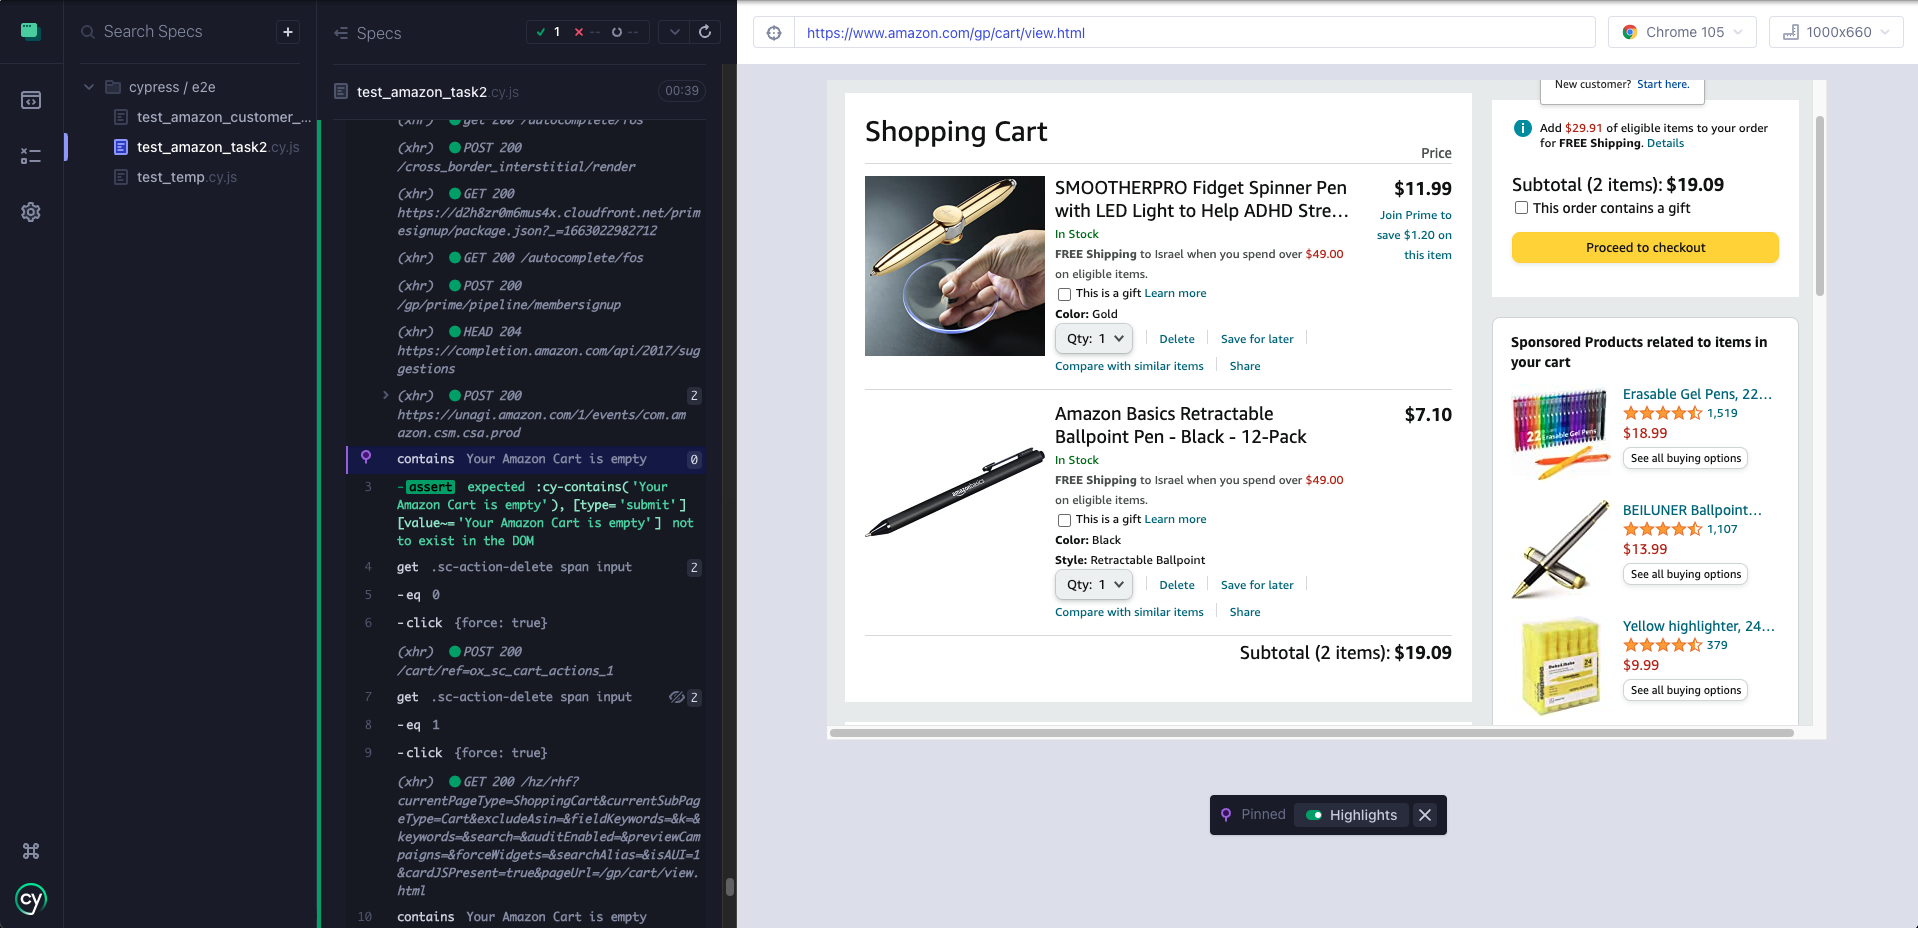 Search Specs
+
cypress / e2e
test_amazon_customer_...
test_amazon_task2.cy.js
test_temp.cy.js
cy
Specs
1 -- --
test_amazon_task2.cy.js 00:39
(xhr) get 200 /autocomplete/fos
(xhr) POST 200
/cross_border_interstitial/render
(xhr) GET 200
https://d2h8zr0m6mus4x.cloudfront.net/prim
esignup/package.json?_=1663022982712
(xhr) GET 200 /autocomplete/fos
(xhr) POST 200
/gp/prime/pipeline/membersignup
(xhr) HEAD 204
https://completion.amazon.com/api/2017/sug
gestions
(xhr) POST 200 2
https://unagi.amazon.com/1/events/com.am
azon.csm.csa.prod
contains Your Amazon Cart is empty 0
3 -assert expected :cy-contains('Your
Amazon Cart is empty'), [type='submit']
[value~='Your Amazon Cart is empty'] not
to exist in the DOM
4 get .sc-action-delete span input 2
5 -eq 0
6 -click {force: true}
(xhr) POST 200
/cart/ref=ox_sc_cart_actions_1
7 get .sc-action-delete span input 2
8 -eq 1
9 -click {force: true}
(xhr) GET 200 /hz/rhf?
currentPageType=ShoppingCart&currentSubPag
eType=Cart&excludeAsin=&fieldKeywords=&k=&
keywords=&search=&auditEnabled=&previewCam
paigns=&forceWidgets=&searchAlias=&isAUI=1
&cardJSPresent=true&pageUrl=/gp/cart/view.
html
10 contains Your Amazon Cart is empty
https://www.amazon.com/gp/cart/view.html
Chrome 105
1000x660
Shopping Cart
Price
SMOOTHERPRO Fidget Spinner Pen
with LED Light to Help ADHD Stre...
$11.99
Join Prime to
save $1.20 on
this item
In Stock
FREE Shipping to Israel when you spend over $49.00
on eligible items.
This is a gift Learn more
Color: Gold
Qty: 1 Delete Save for later
Compare with similar items Share
Amazon Basics Retractable
Ballpoint Pen - Black - 12-Pack
$7.10
In Stock
FREE Shipping to Israel when you spend over $49.00
on eligible items.
This is a gift Learn more
Color: Black
Style: Retractable Ballpoint
Qty: 1 Delete Save for later
Compare with similar items Share
Subtotal (2 items): $19.09
New customer? Start here.
Add $29.91 of eligible items to your order
for FREE Shipping. Details
Subtotal (2 items): $19.09
This order contains a gift
Proceed to checkout
Sponsored Products related to items in
your cart
Erasable Gel Pens, 22...
1,519
$18.99
See all buying options
BEILUNER Ballpoint...
1,107
$13.99
See all buying options
Yellow highlighter, 24...
379
$9.99
See all buying options
Pinned Highlights